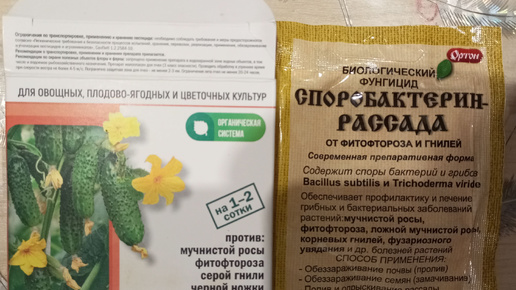 ДЛЯ ОВОЩНЫХ, ПЛОДОВО-ЯГОДНЫХ И ЦВЕТОЧНЫХ КУЛЬТУР
ОРГАНИЧЕСКАЯ
СИСТЕМА
на 1–2
сотки
против:
мучнистой росы
фитофтороза
серой гнили
черной ножки
Ортон
БИОЛОГИЧЕСКИЙ
ФУНГИЦИД
СПОРОБАКТЕРИН-
РАССАДА
ОТ ФИТОФТОРОЗА И ГНИЛЕЙ
Современная препаративная форма
Содержит споры бактерий и грибов
Bacillus subtilis и Trichoderma viride
Обеспечивает профилактику и лечение
грибных и бактериальных заболеваний
растений: мучнистой росы,
фитофтороза, ложной мучнистой росы,
корневых гнилей, фузариозного
увядания и др. болезней растений
СПОСОБ ПРИМЕНЕНИЯ:
- Обеззараживание почвы (пролив)
- Обеззараживание семян (замачивание)
- Полив и опрыскивание рассады